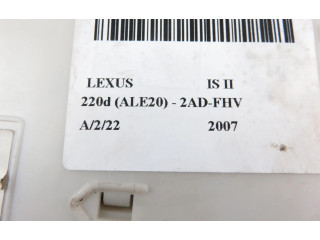 LEXUS IS II
220d (ALE20) - 2AD-FHV
A/2/22 2007